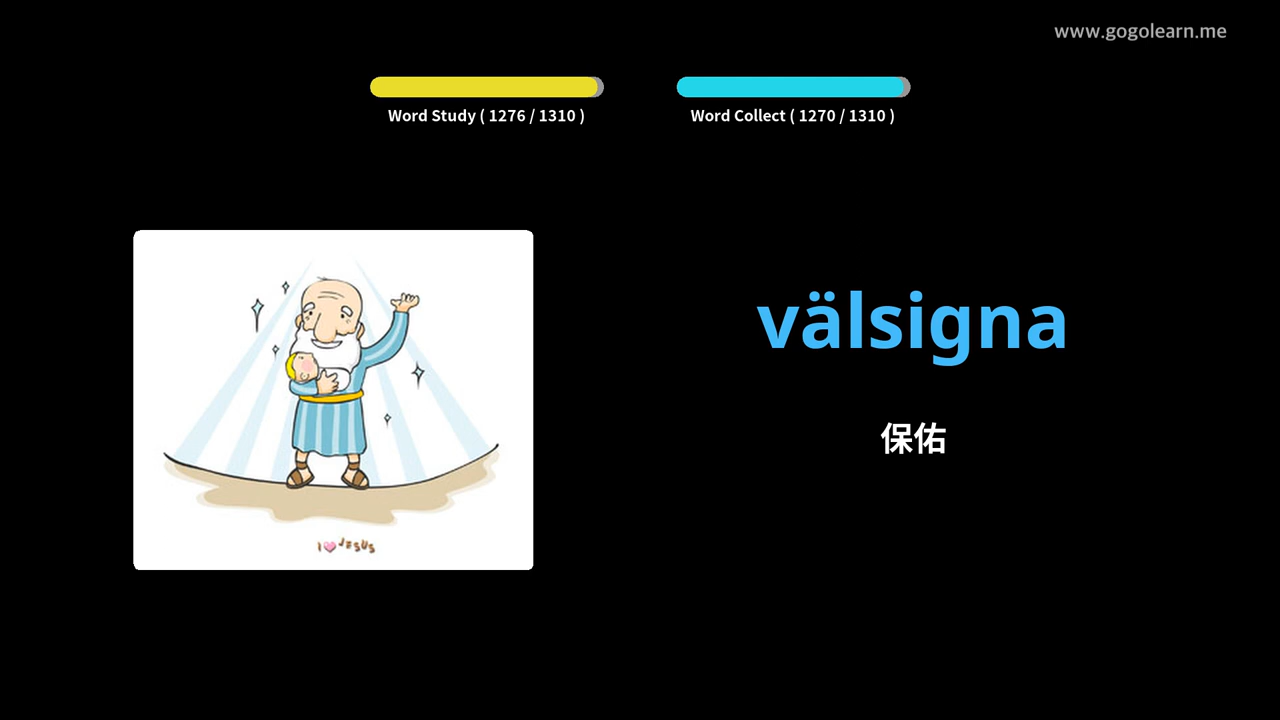 www.gogolearn.me
Word Study ( 1276 / 1310 )
Word Collect ( 1270 / 1310 )
välsigna
保佑
I JESUS